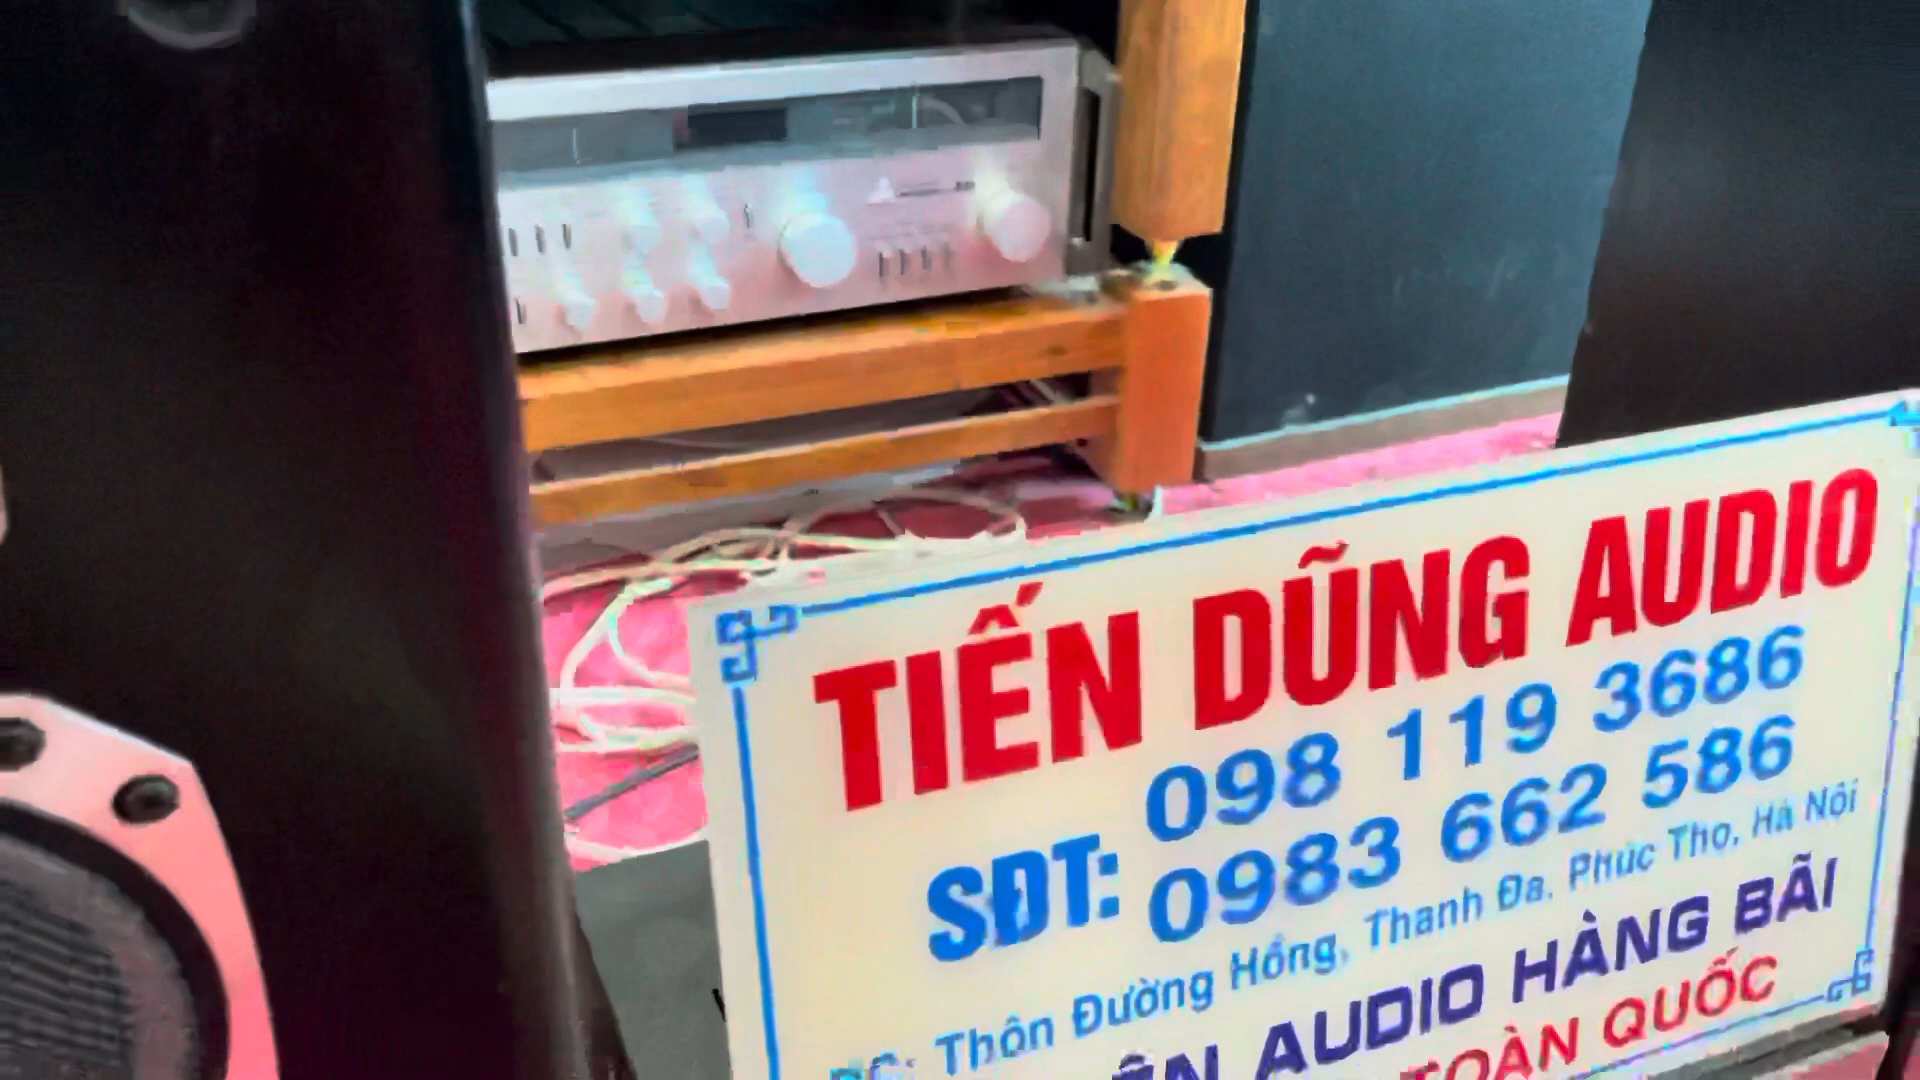 TIẾN DŨNG AUDIO
098 119 3686
SĐT: 0983 662 586
ĐC: Thôn Đường Hồng, Thanh Đa, Phúc Thọ, Hà Nội
AUDIO HÀNG BÃI
TOÀN QUỐC